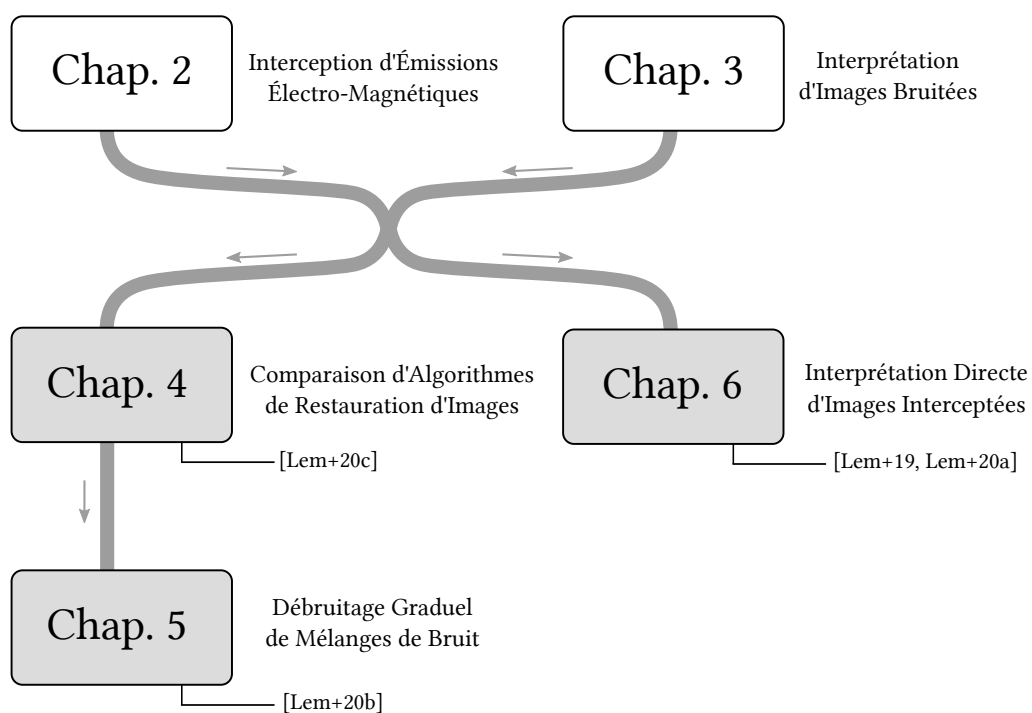 Chap. 2
Interception d'Émissions
Électro-Magnétiques
Chap. 3
Interprétation
d'Images Bruitées
Chap. 4
Comparaison d'Algorithmes
de Restauration d'Images
[Lem+20c]
Chap. 6
Interprétation Directe
d'Images Interceptées
[Lem+19, Lem+20a]
Chap. 5
Débruitage Graduel
de Mélanges de Bruit
[Lem+20b]